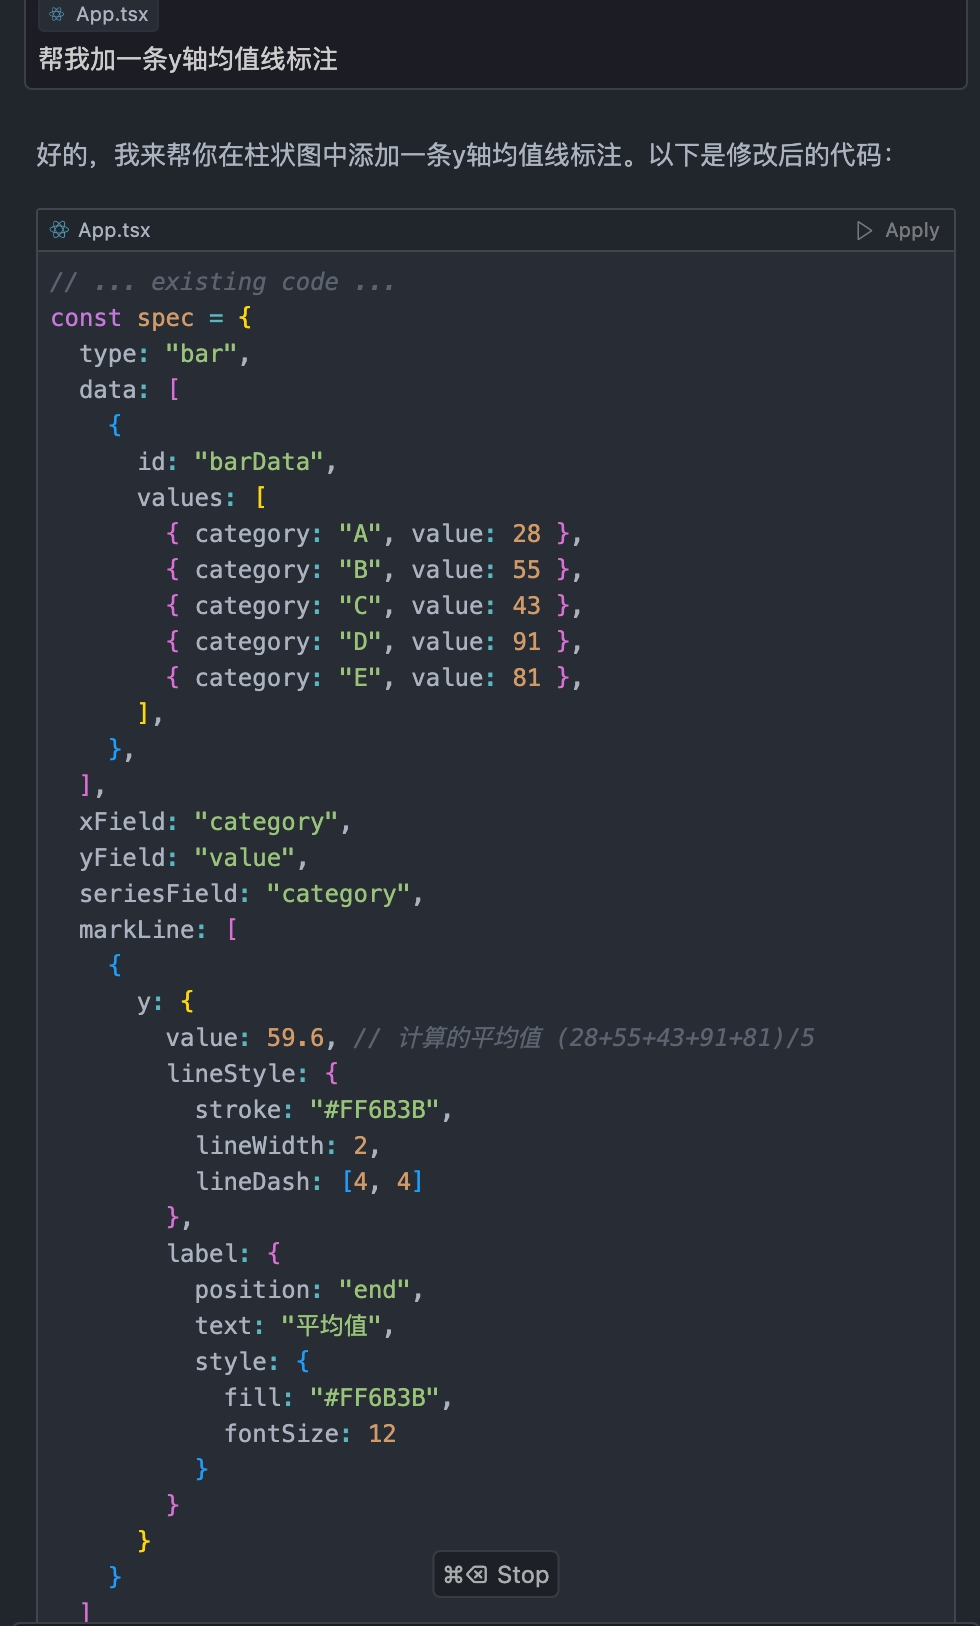 App.tsx
帮我加一条y轴均值线标注
好的，我来帮你在柱状图中添加一条y轴均值线标注。以下是修改后的代码：
App.tsx Apply
// ... existing code ...
const spec = {
  type: "bar",
  data: [
    {
      id: "barData",
      values: [
        { category: "A", value: 28 },
        { category: "B", value: 55 },
        { category: "C", value: 43 },
        { category: "D", value: 91 },
        { category: "E", value: 81 },
      ],
    },
  ],
  xField: "category",
  yField: "value",
  seriesField: "category",
  markLine: [
    {
      y: {
        value: 59.6, // 计算的平均值 (28+55+43+91+81)/5
        lineStyle: {
          stroke: "#FF6B3B",
          lineWidth: 2,
          lineDash: [4, 4]
        },
        label: {
          position: "end",
          text: "平均值",
          style: {
            fill: "#FF6B3B",
            fontSize: 12
          }
        }
      }
    }
  ]
⌘⌫ Stop